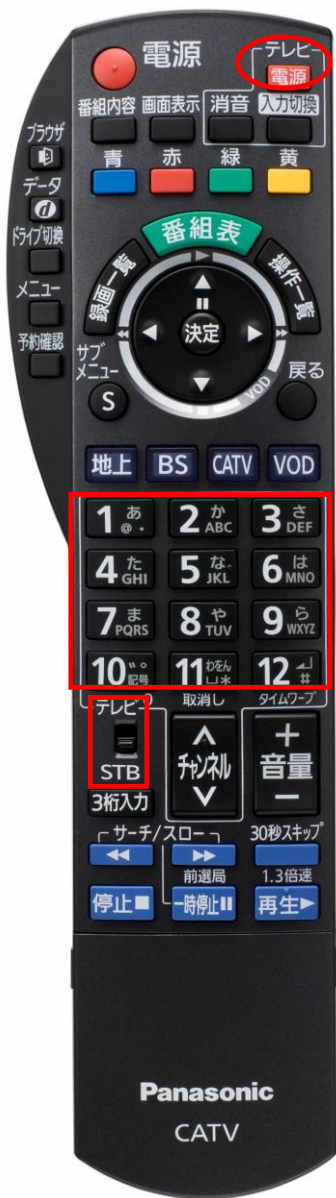 電源
テレビ
電源
番組内容 画面表示 消音 入力切換
ブラウザ
青 赤 緑 黄
データ
d
ドライブ切換
番組表
録画一覧
操作一覧
メニュー
決定
予約確認
サブ
メニュー
S
戻る
VOD
地上 BS CATV VOD
1 あ @. 2 か ABC 3 さ DEF
4 た GHI 5 な JKL 6 は MNO
7 ま PQRS 8 や TUV 9 ら WXYZ
10 ゛゜ 記号 11 わをん ␣* 12 #
テレビ 取消し タイムワープ
STB
チャンネル
+
音量
-
3桁入力
サーチ/スロー 30秒スキップ
前選局 1.3倍速
停止 一時停止 再生
Panasonic
CATV